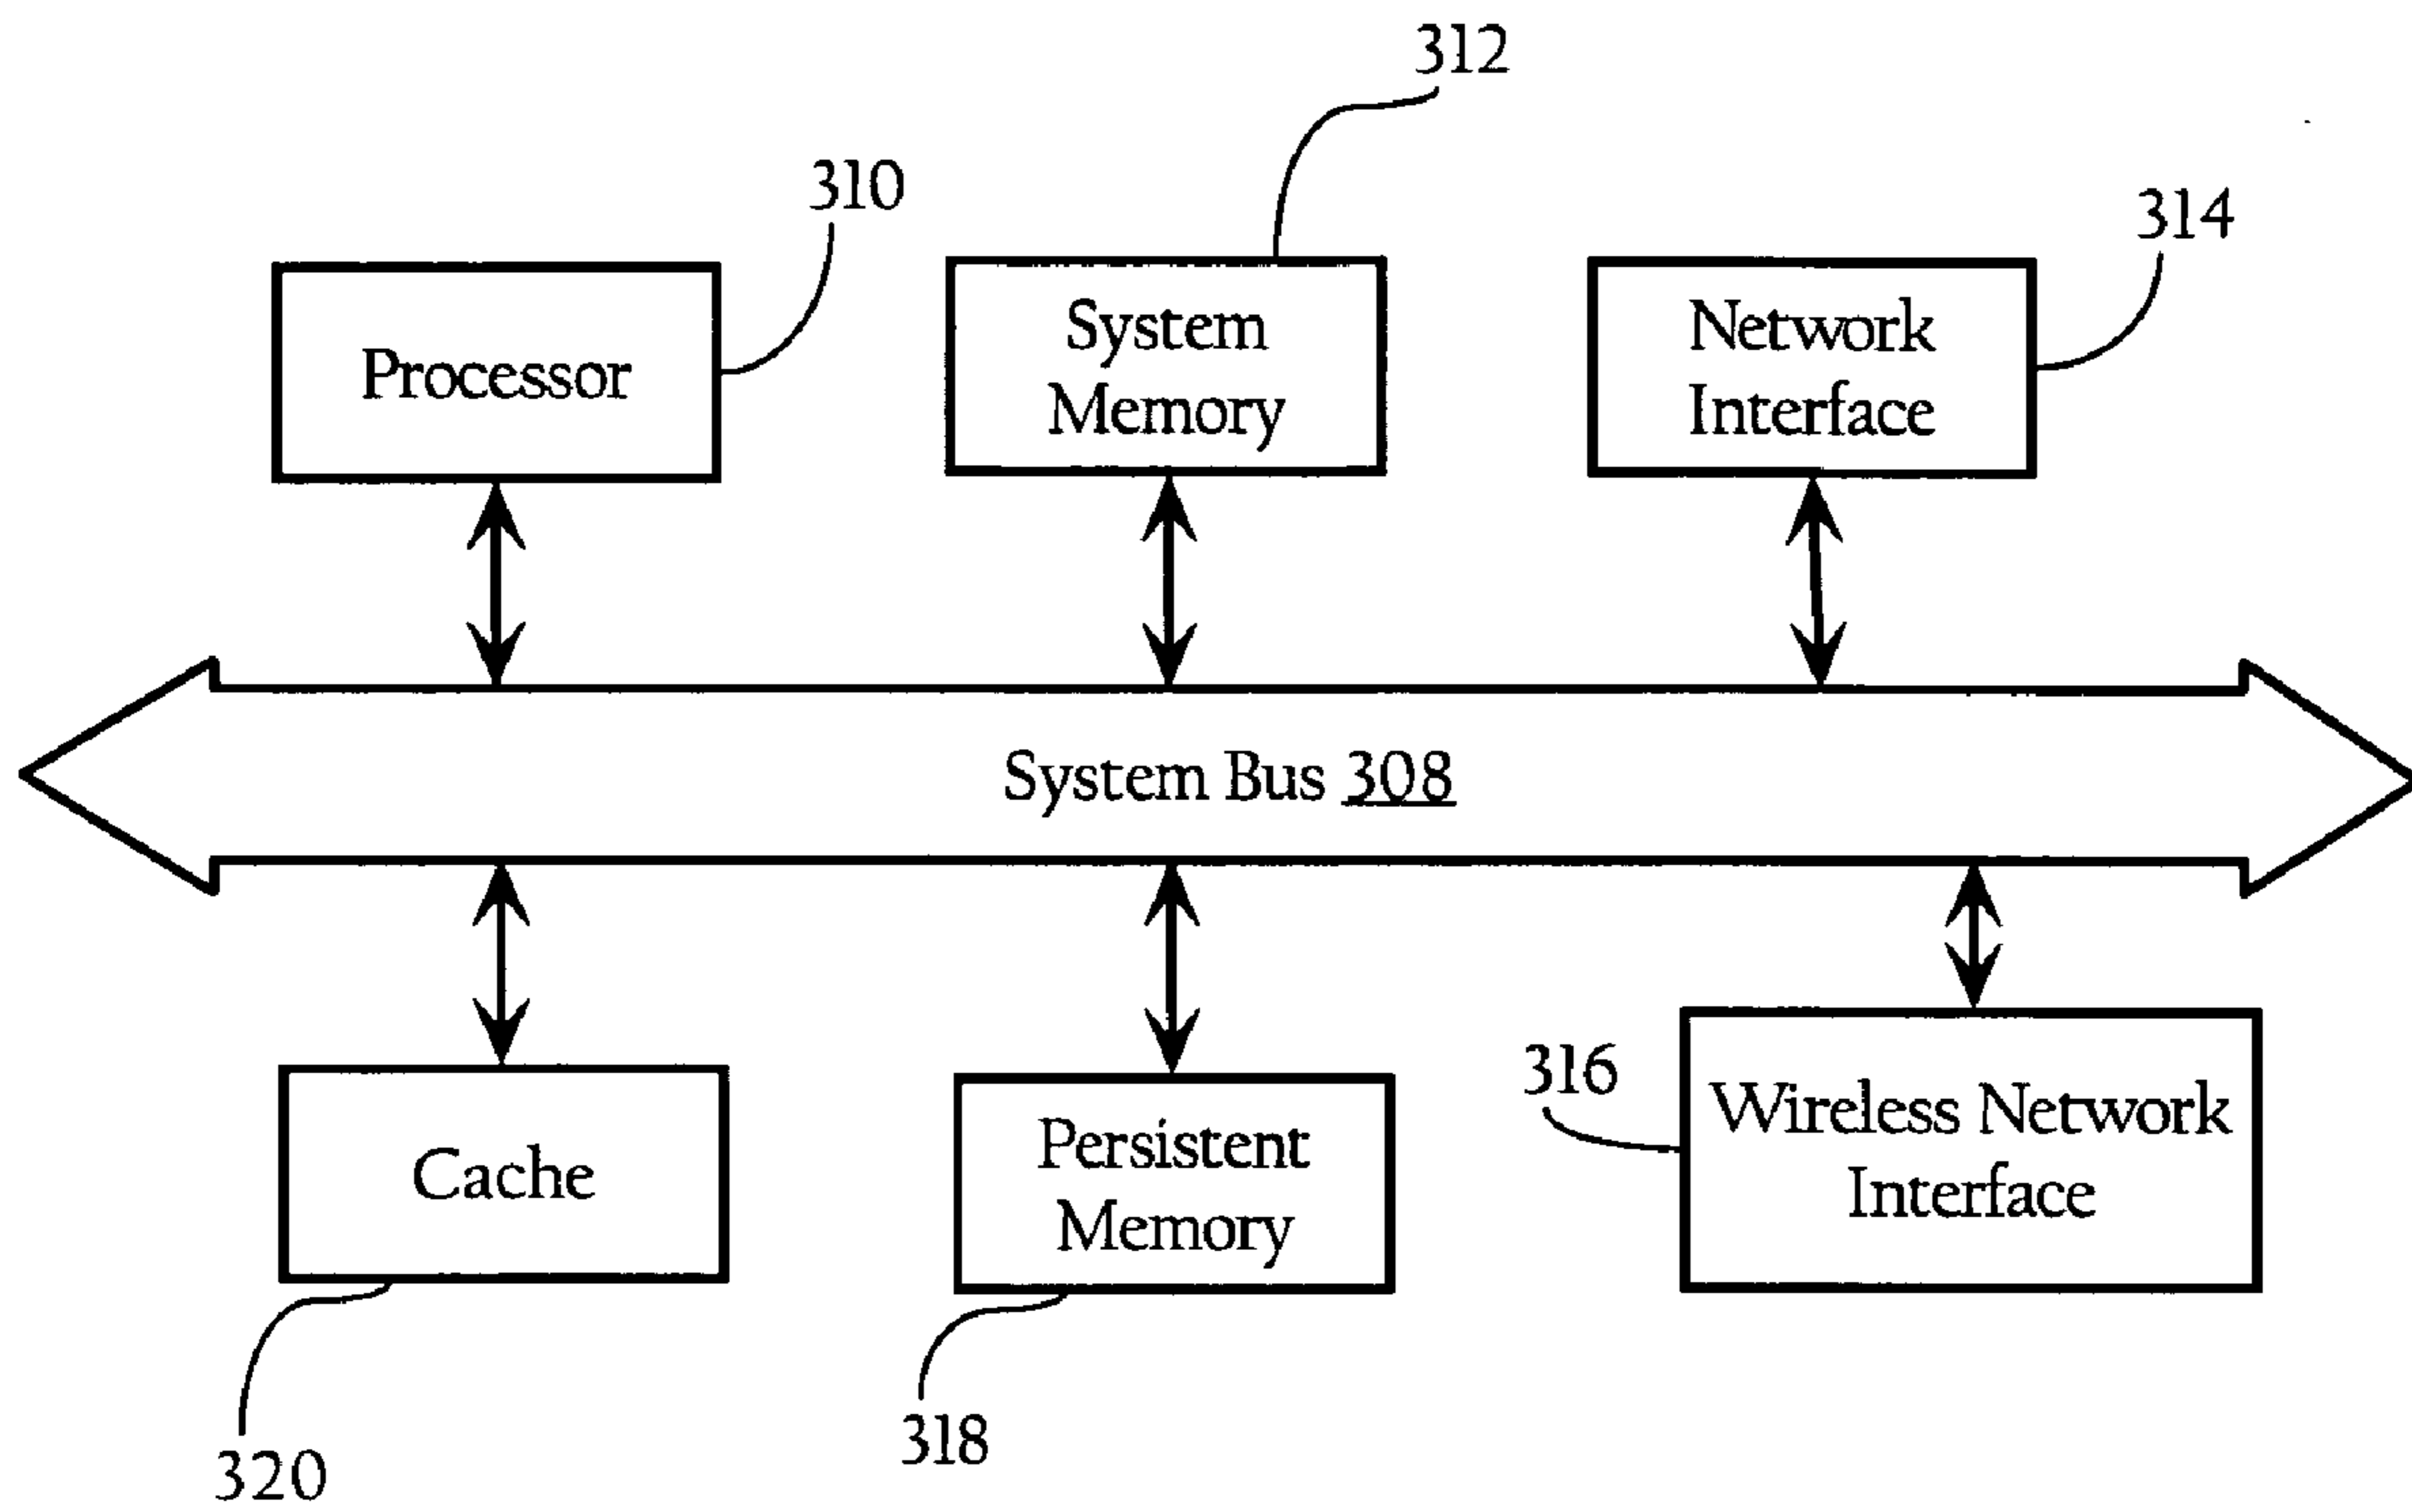 312
310
314
Processor
System
Memory
Network
Interface
System Bus 308
316
Cache
Persistent
Memory
Wireless Network
Interface
318
320